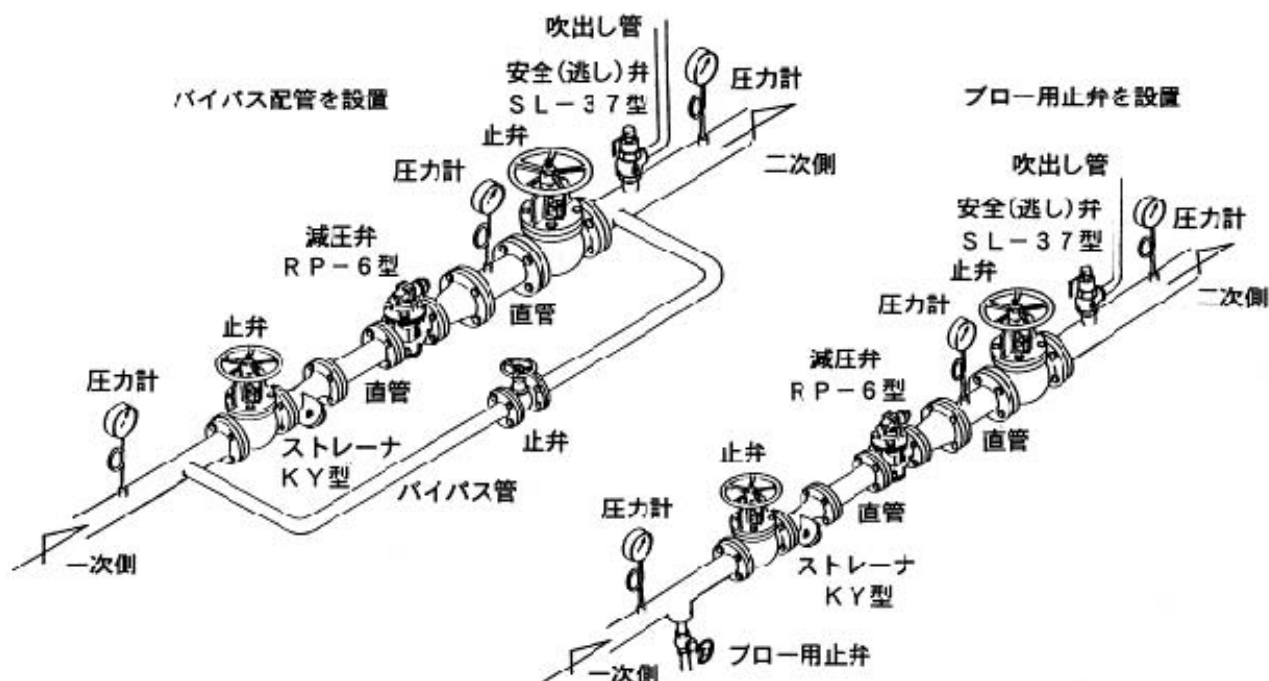 バイパス配管を設置
吹出し管
安全(逃し)弁
SL-37型
圧力計
止弁
二次側
圧力計
減圧弁
RP-6型
直管
止弁
圧力計
直管
ストレーナ
KY型
止弁
バイパス管
一次側
ブロー用止弁を設置
吹出し管
安全(逃し)弁
SL-37型
圧力計
止弁
二次側
圧力計
減圧弁
RP-6型
直管
止弁
直管
圧力計
ストレーナ
KY型
一次側
ブロー用止弁